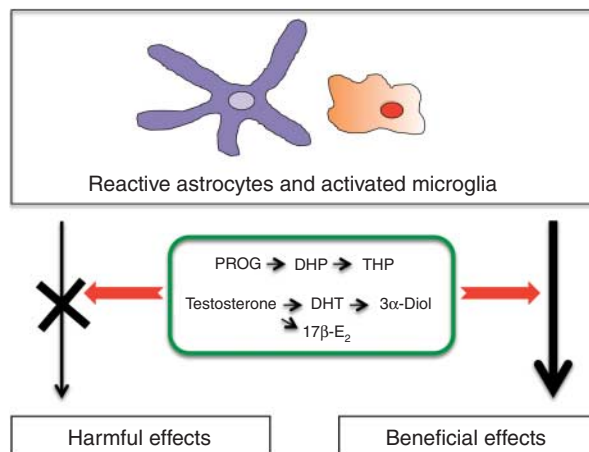 Reactive astrocytes and activated microglia
PROG → DHP → THP
Testosterone → DHT → 3α-Diol
17β-E₂
Harmful effects
Beneficial effects